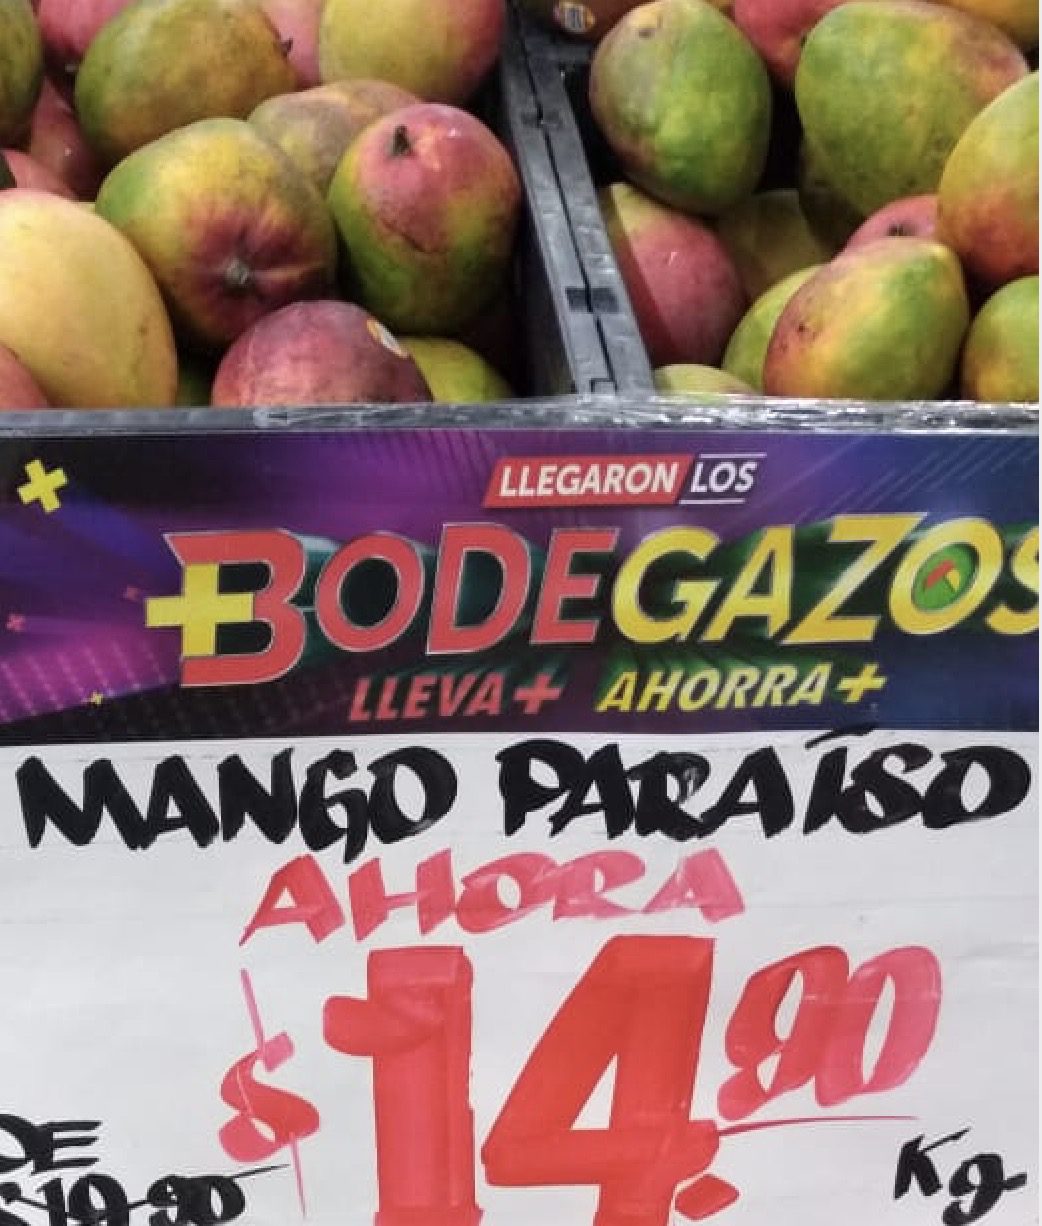 LLEGARON LOS
BODEGAZOS
LLEVA+ AHORRA+
MANGO PARAÍSO
AHORA
$14.90
Kg
DE
$19.90